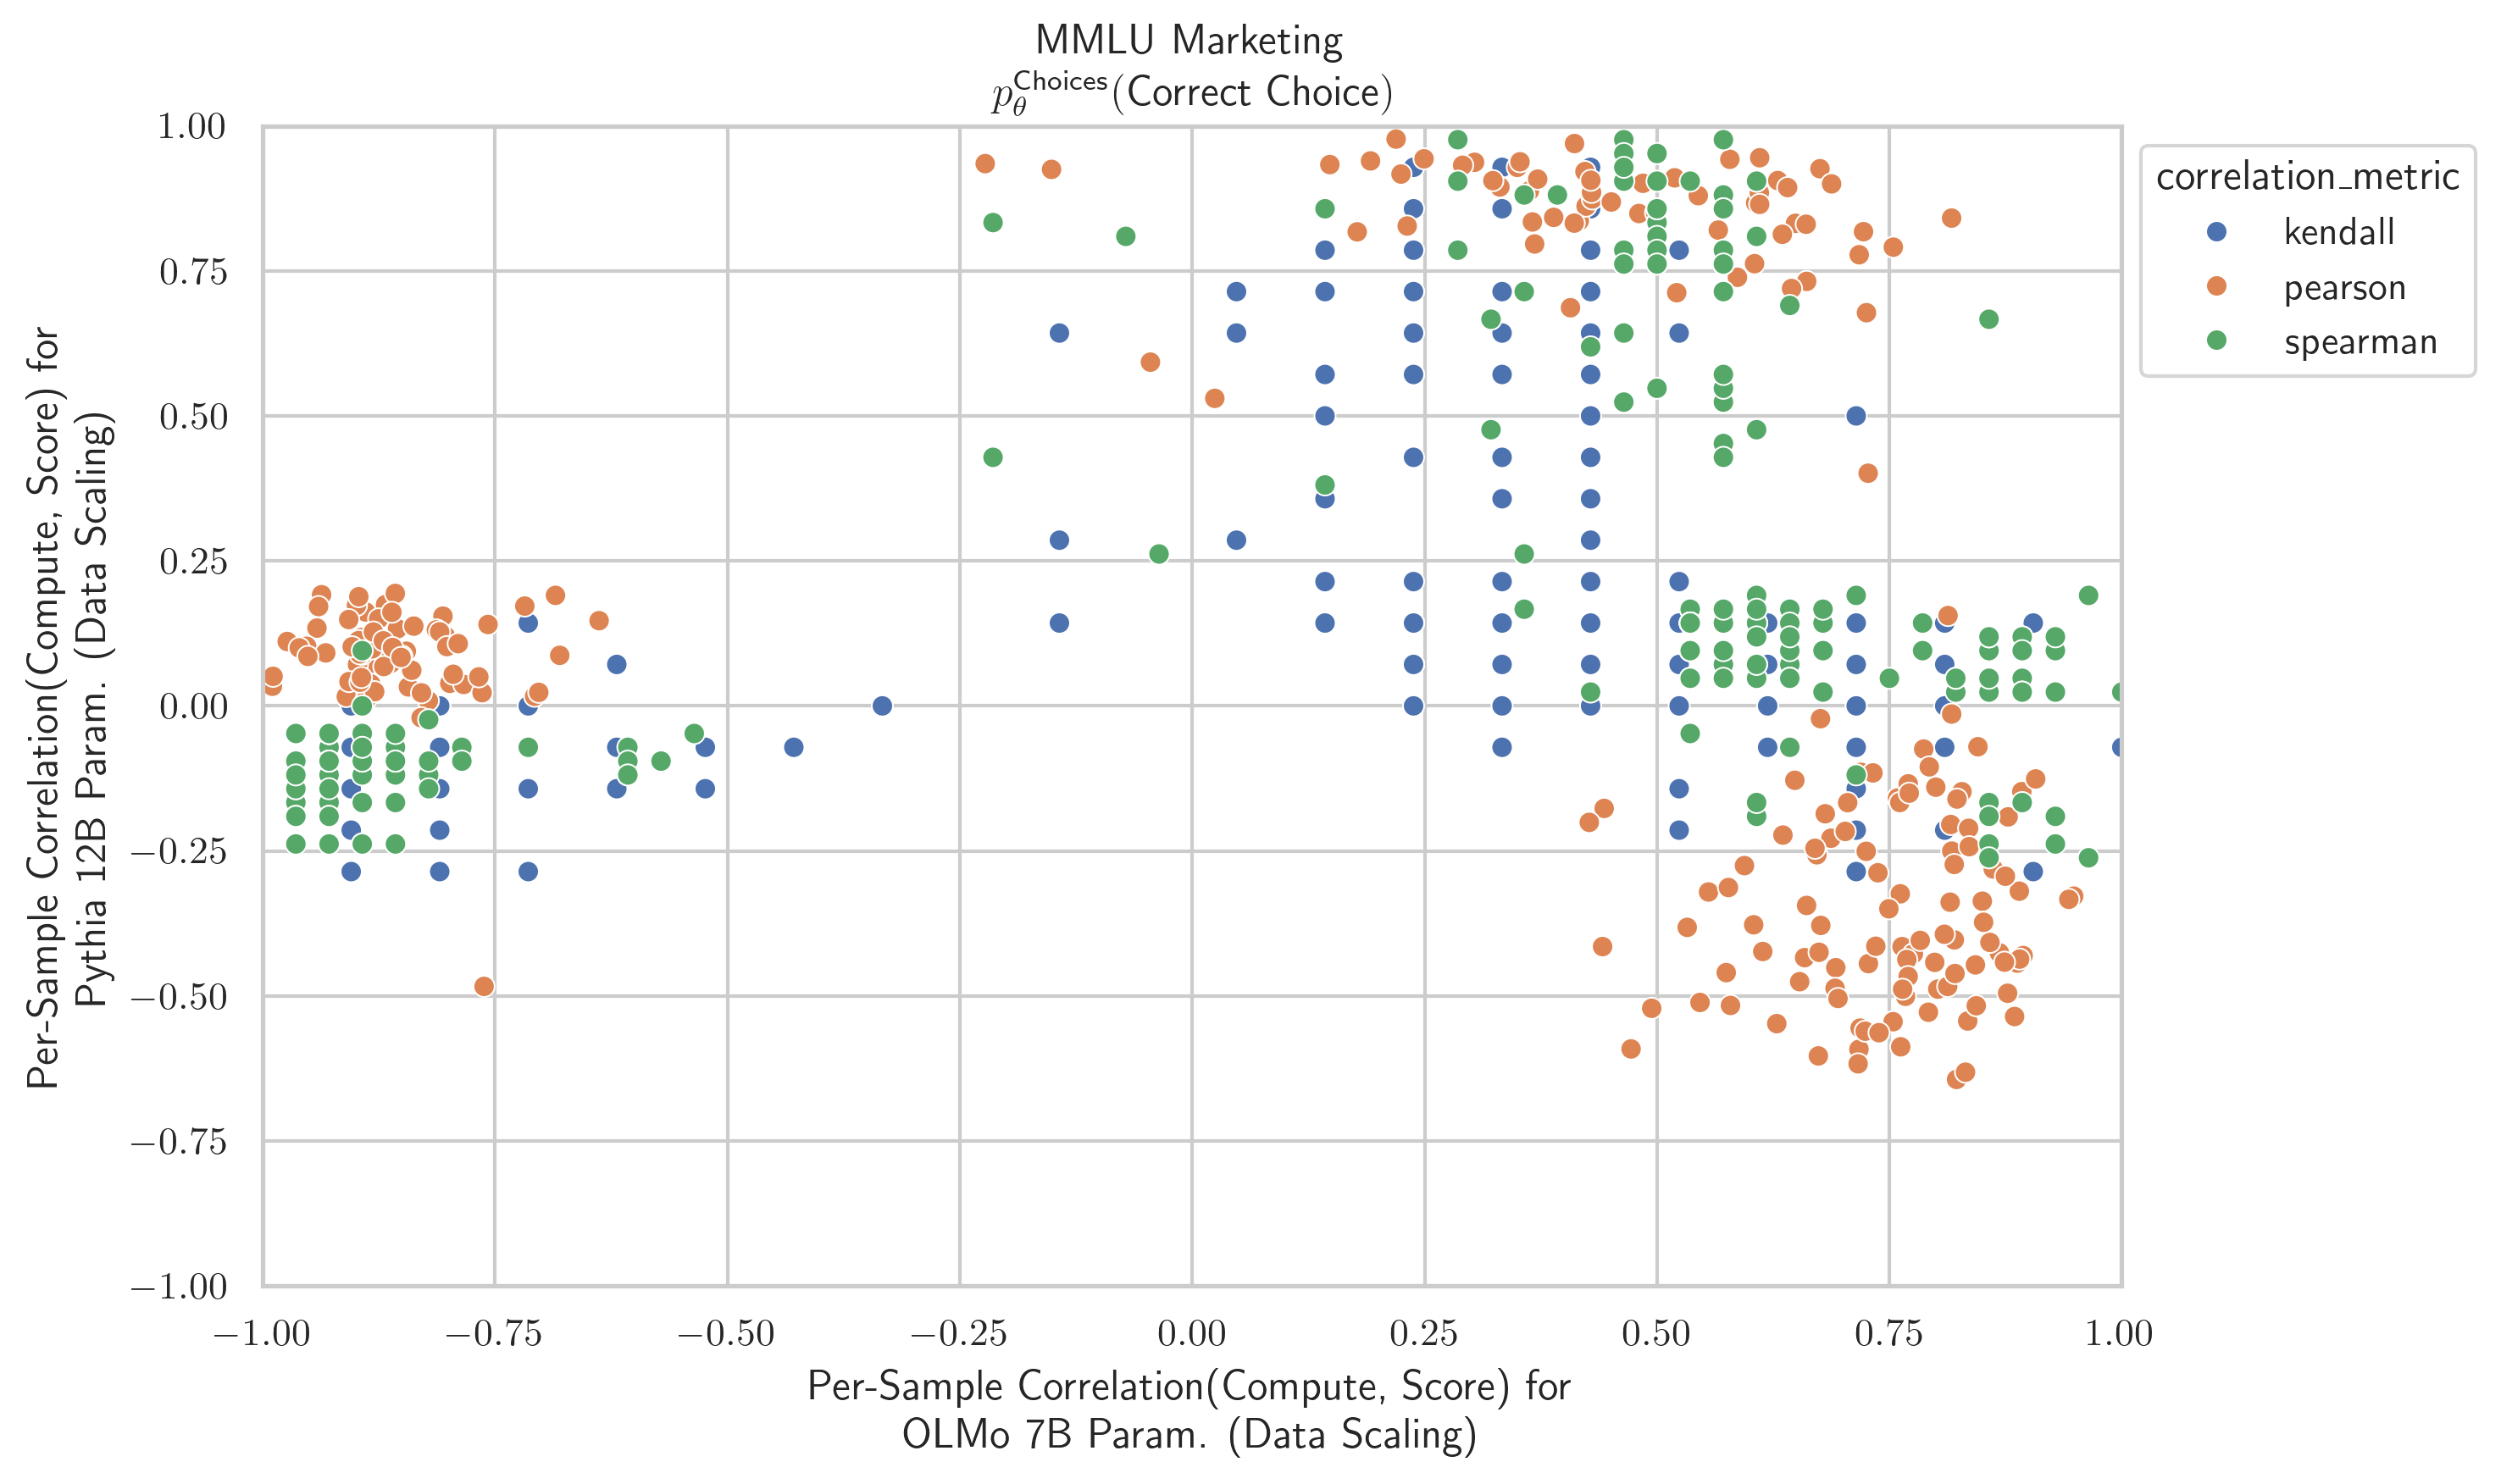 MMLU Marketing
p_θ^Choices(Correct Choice)
1.00
0.75
0.50
0.25
0.00
−0.25
−0.50
−0.75
−1.00
Per-Sample Correlation(Compute, Score) for
Pythia 12B Param. (Data Scaling)
correlation_metric
kendall
pearson
spearman
−1.00 −0.75 −0.50 −0.25 0.00 0.25 0.50 0.75 1.00
Per-Sample Correlation(Compute, Score) for
OLMo 7B Param. (Data Scaling)